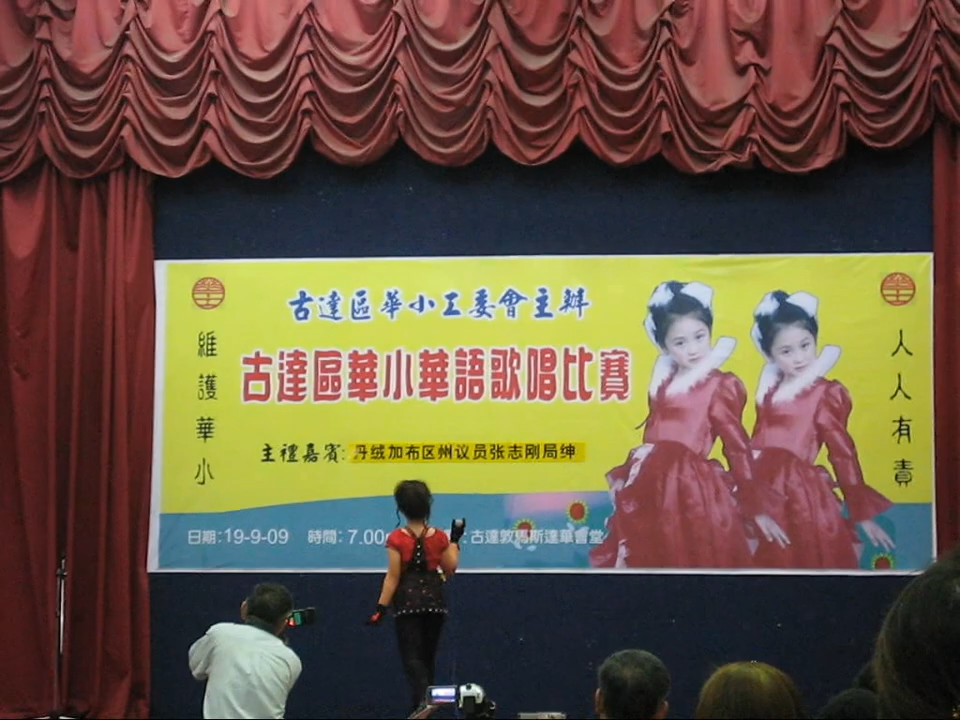 維護華小
古達區華小工委會主辦
古達區華小華語歌唱比賽
主禮嘉賓: 丹绒加布区州议员张志刚局绅
日期: 19-9-09 時間: 7.00 古達敦馬斯達華會堂
人人有責